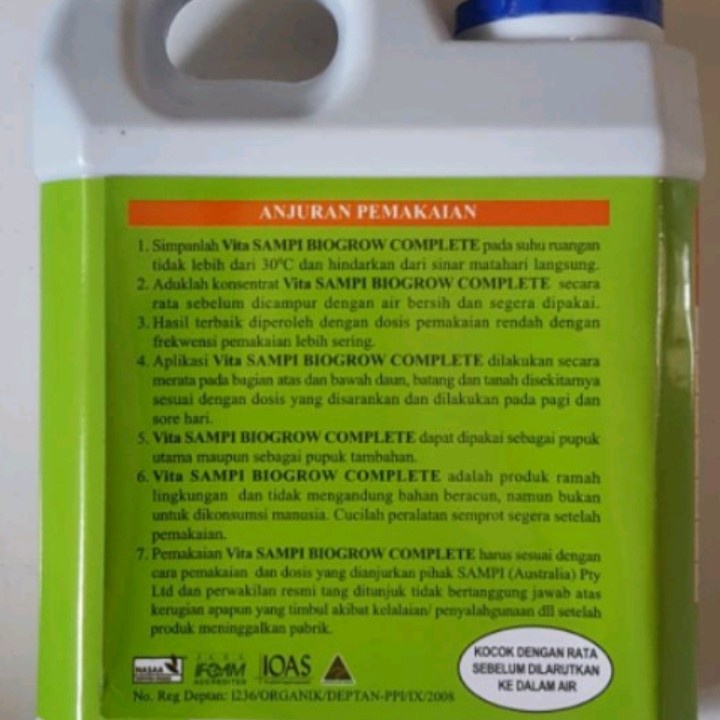 ANJURAN PEMAKAIAN
1. Simpanlah Vita SAMPI BIOGROW COMPLETE pada suhu ruangan
tidak lebih dari 30°C dan hindarkan dari sinar matahari langsung.
2. Aduklah konsentrat Vita SAMPI BIOGROW COMPLETE secara
rata sebelum dicampur dengan air bersih dan segera dipakai.
3. Hasil terbaik diperoleh dengan dosis pemakaian rendah dengan
frekwensi pemakaian lebih sering.
4. Aplikasi Vita SAMPI BIOGROW COMPLETE dilakukan secara
merata pada bagian atas dan bawah daun, batang dan tanah disekitarnya
sesuai dengan dosis yang disarankan dan dilakukan pada pagi dan
sore hari.
5. Vita SAMPI BIOGROW COMPLETE dapat dipakai sebagai pupuk
utama maupun sebagai pupuk tambahan.
6. Vita SAMPI BIOGROW COMPLETE adalah produk ramah
lingkungan dan tidak mengandung bahan beracun, namun bukan
untuk dikonsumsi manusia. Cucilah peralatan semprot segera setelah
pemakaian.
7. Pemakaian Vita SAMPI BIOGROW COMPLETE harus sesuai dengan
cara pemakaian dan dosis yang dianjurkan pihak SAMPI (Australia) Pty
Ltd dan perwakilan resmi tang ditunjuk tidak bertanggung jawab atas
kerugian apapun yang timbul akibat kelalaian/ penyalahgunaan dll setelah
produk meninggalkan pabrik.
NASAA IFOAM ACCREDITED IOAS
KOCOK DENGAN RATA
SEBELUM DILARUTKAN
KE DALAM AIR
No. Reg Deptan: 1236/ORGANIK/DEPTAN-PPI/IX/2008